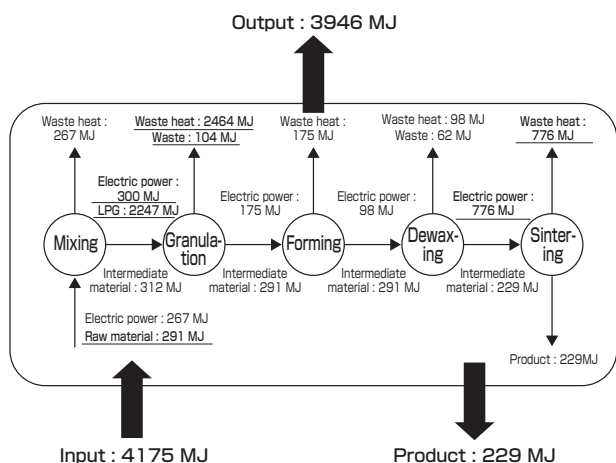 Output : 3946 MJ
Waste heat :
267 MJ
Waste heat : 2464 MJ
Waste : 104 MJ
Waste heat :
175 MJ
Waste heat : 98 MJ
Waste : 62 MJ
Waste heat :
776 MJ
Electric power :
300 MJ
LPG : 2247 MJ
Electric power :
175 MJ
Electric power :
98 MJ
Electric power :
776 MJ
Mixing
Granula-
tion
Forming
Dewax-
ing
Sinter-
ing
Intermediate
material : 312 MJ
Intermediate
material : 291 MJ
Intermediate
material : 291 MJ
Intermediate
material : 229 MJ
Electric power : 267 MJ
Raw material : 291 MJ
Product : 229MJ
Input : 4175 MJ
Product : 229 MJ